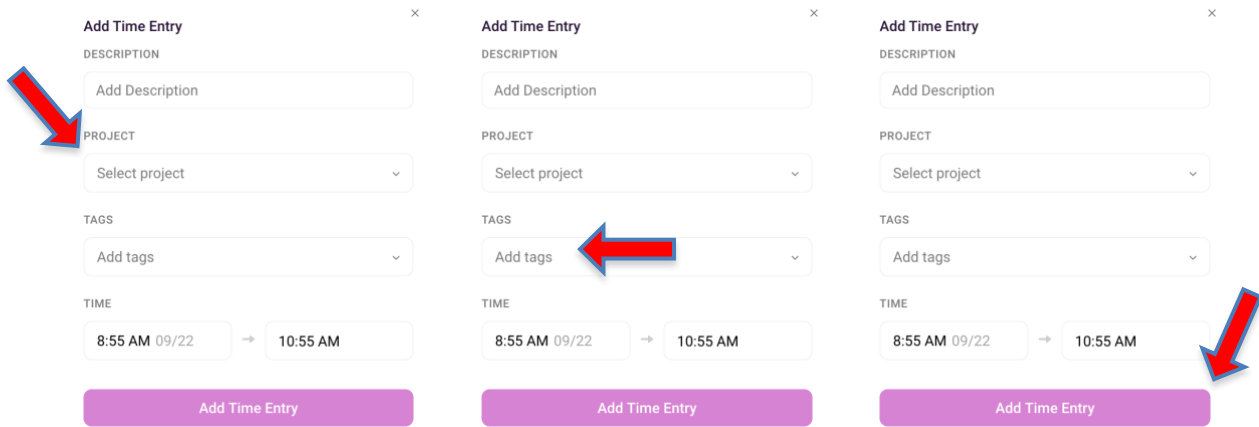 ×
Add Time Entry
DESCRIPTION
Add Description
PROJECT
Select project
TAGS
Add tags
TIME
8:55 AM 09/22 → 10:55 AM
Add Time Entry
×
Add Time Entry
DESCRIPTION
Add Description
PROJECT
Select project
TAGS
Add tags
TIME
8:55 AM 09/22 → 10:55 AM
Add Time Entry
×
Add Time Entry
DESCRIPTION
Add Description
PROJECT
Select project
TAGS
Add tags
TIME
8:55 AM 09/22 → 10:55 AM
Add Time Entry